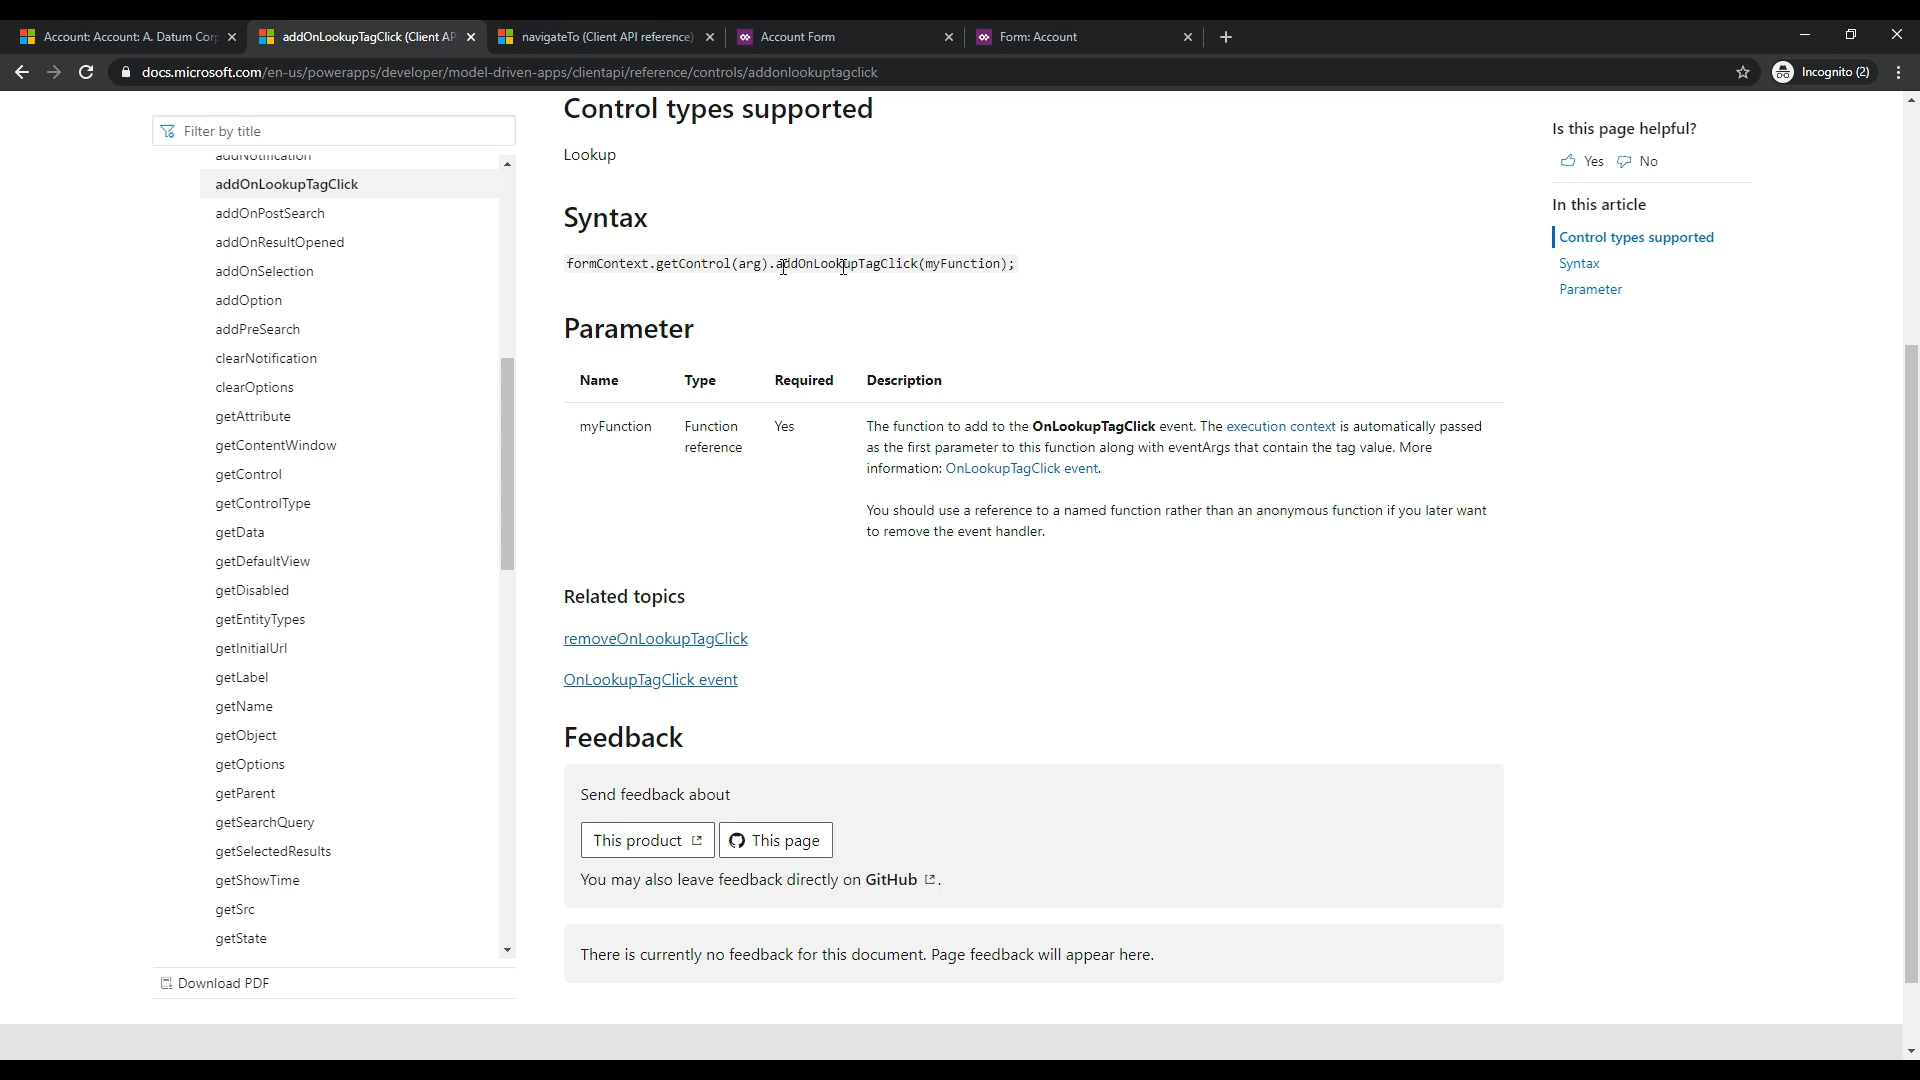 Account: Account: A. Datum Cor
addOnLookupTagClick (Client AP
navigateTo (Client API reference)
Account Form
Form: Account
docs.microsoft.com/en-us/powerapps/developer/model-driven-apps/clientapi/reference/controls/addonlookuptagclick
Incognito (2)
Filter by title
addNotification
addOnLookupTagClick
addOnPostSearch
addOnResultOpened
addOnSelection
addOption
addPreSearch
clearNotification
clearOptions
getAttribute
getContentWindow
getControl
getControlType
getData
getDefaultView
getDisabled
getEntityTypes
getInitialUrl
getLabel
getName
getObject
getOptions
getParent
getSearchQuery
getSelectedResults
getShowTime
getSrc
getState
Download PDF
Control types supported
Lookup
Syntax
formContext.getControl(arg).addOnLookupTagClick(myFunction);
Parameter
Name Type Required Description
myFunction Function reference Yes The function to add to the OnLookupTagClick event. The execution context is automatically passed
as the first parameter to this function along with eventArgs that contain the tag value. More
information: OnLookupTagClick event.
You should use a reference to a named function rather than an anonymous function if you later want
to remove the event handler.
Related topics
removeOnLookupTagClick
OnLookupTagClick event
Feedback
Send feedback about
This product This page
You may also leave feedback directly on GitHub .
There is currently no feedback for this document. Page feedback will appear here.
Is this page helpful?
Yes No
In this article
Control types supported
Syntax
Parameter